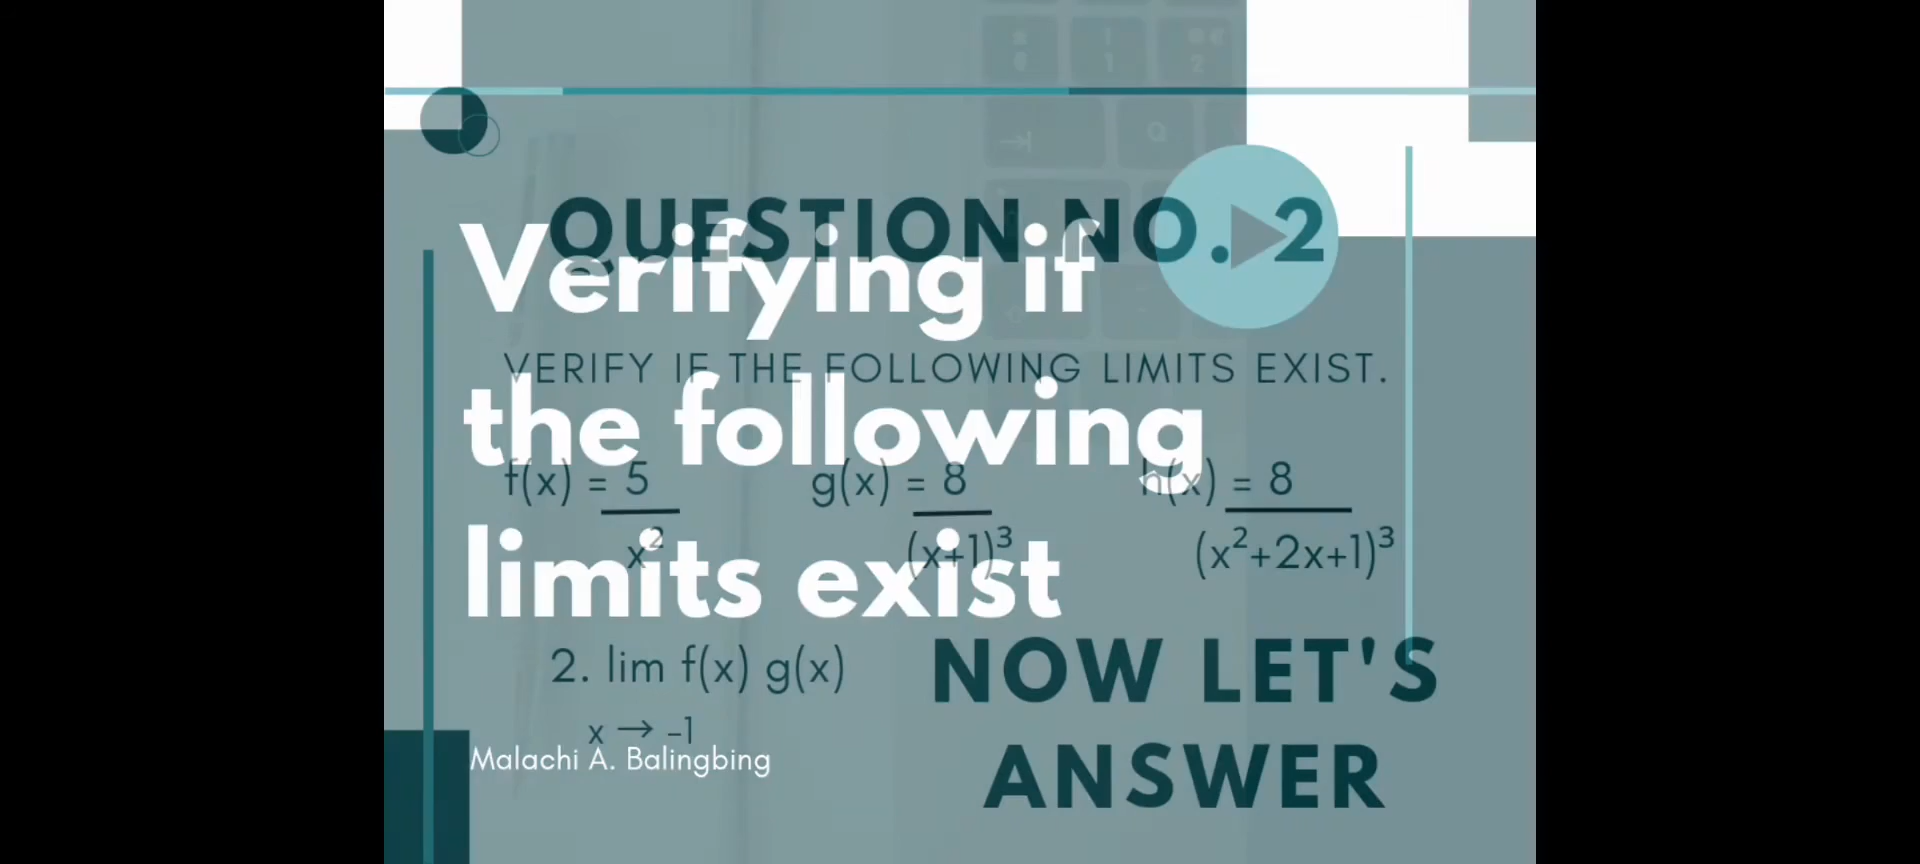 QUESTION NO. 2
Verifying if
the following
limits exist
VERIFY IF THE FOLLOWING LIMITS EXIST.
f(x) = 5
x²
g(x) = 8
(x+1)³
h(x) = 8
(x²+2x+1)³
2. lim f(x) g(x)
x → -1
NOW LET'S
ANSWER
Malachi A. Balingbing